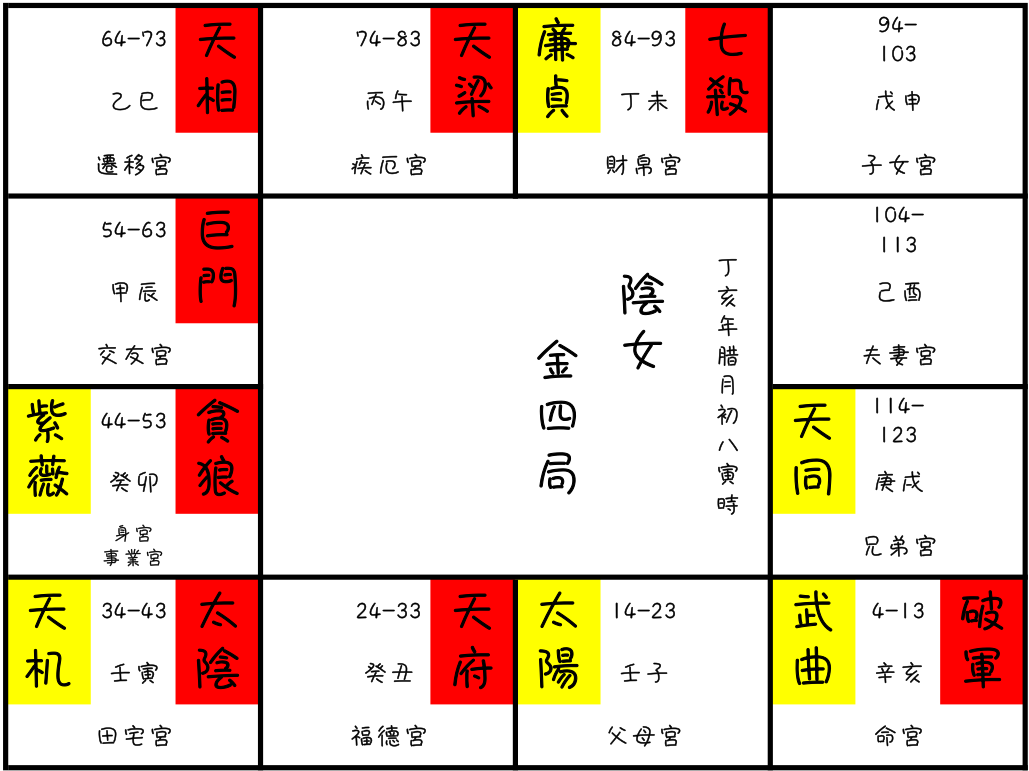 64-73
天相
乙巳
遷移宮
74-83
天梁
丙午
疾厄宮
廉貞
84-93
七殺
丁未
財帛宮
94-
103
戊申
子女宮
54-63
巨門
甲辰
交友宮
丁亥年腊月初八寅時
陰女
金四局
104-
113
己酉
夫妻宮
紫薇
44-53
貪狼
癸卯
身宮
事業宮
天同
114-
123
庚戌
兄弟宮
天机
34-43
太陰
壬寅
田宅宮
24-33
天府
癸丑
福德宮
太陽
14-23
壬子
父母宮
武曲
4-13
破軍
辛亥
命宮